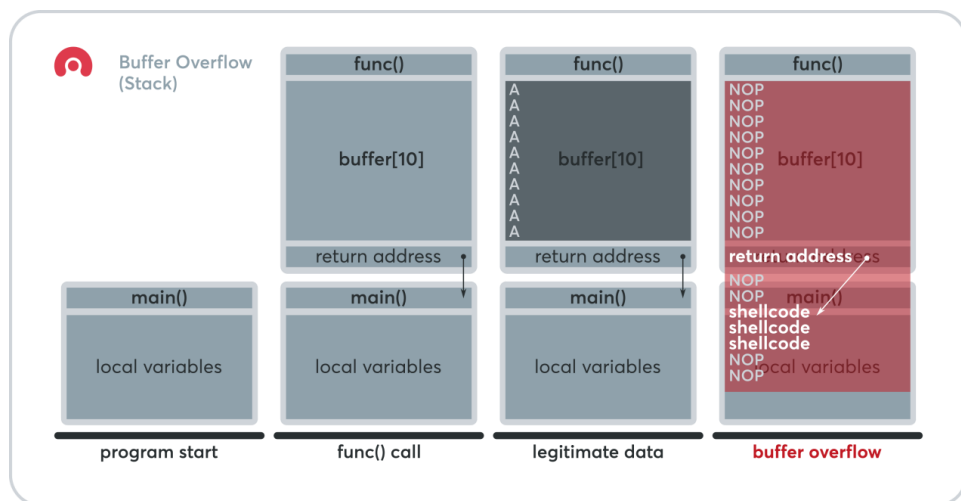 Buffer Overflow
(Stack)
main()
local variables
program start
func()
buffer[10]
return address
main()
local variables
func() call
func()
A
A
A
A
A
A
A
A
A
A
buffer[10]
return address
main()
local variables
legitimate data
func()
NOP
NOP
NOP
NOP
NOP
buffer[10]
NOP
NOP
NOP
NOP
NOP
return address
NOP
NOP
main()
shellcode
shellcode
shellcode
NOP
local variables
NOP
buffer overflow